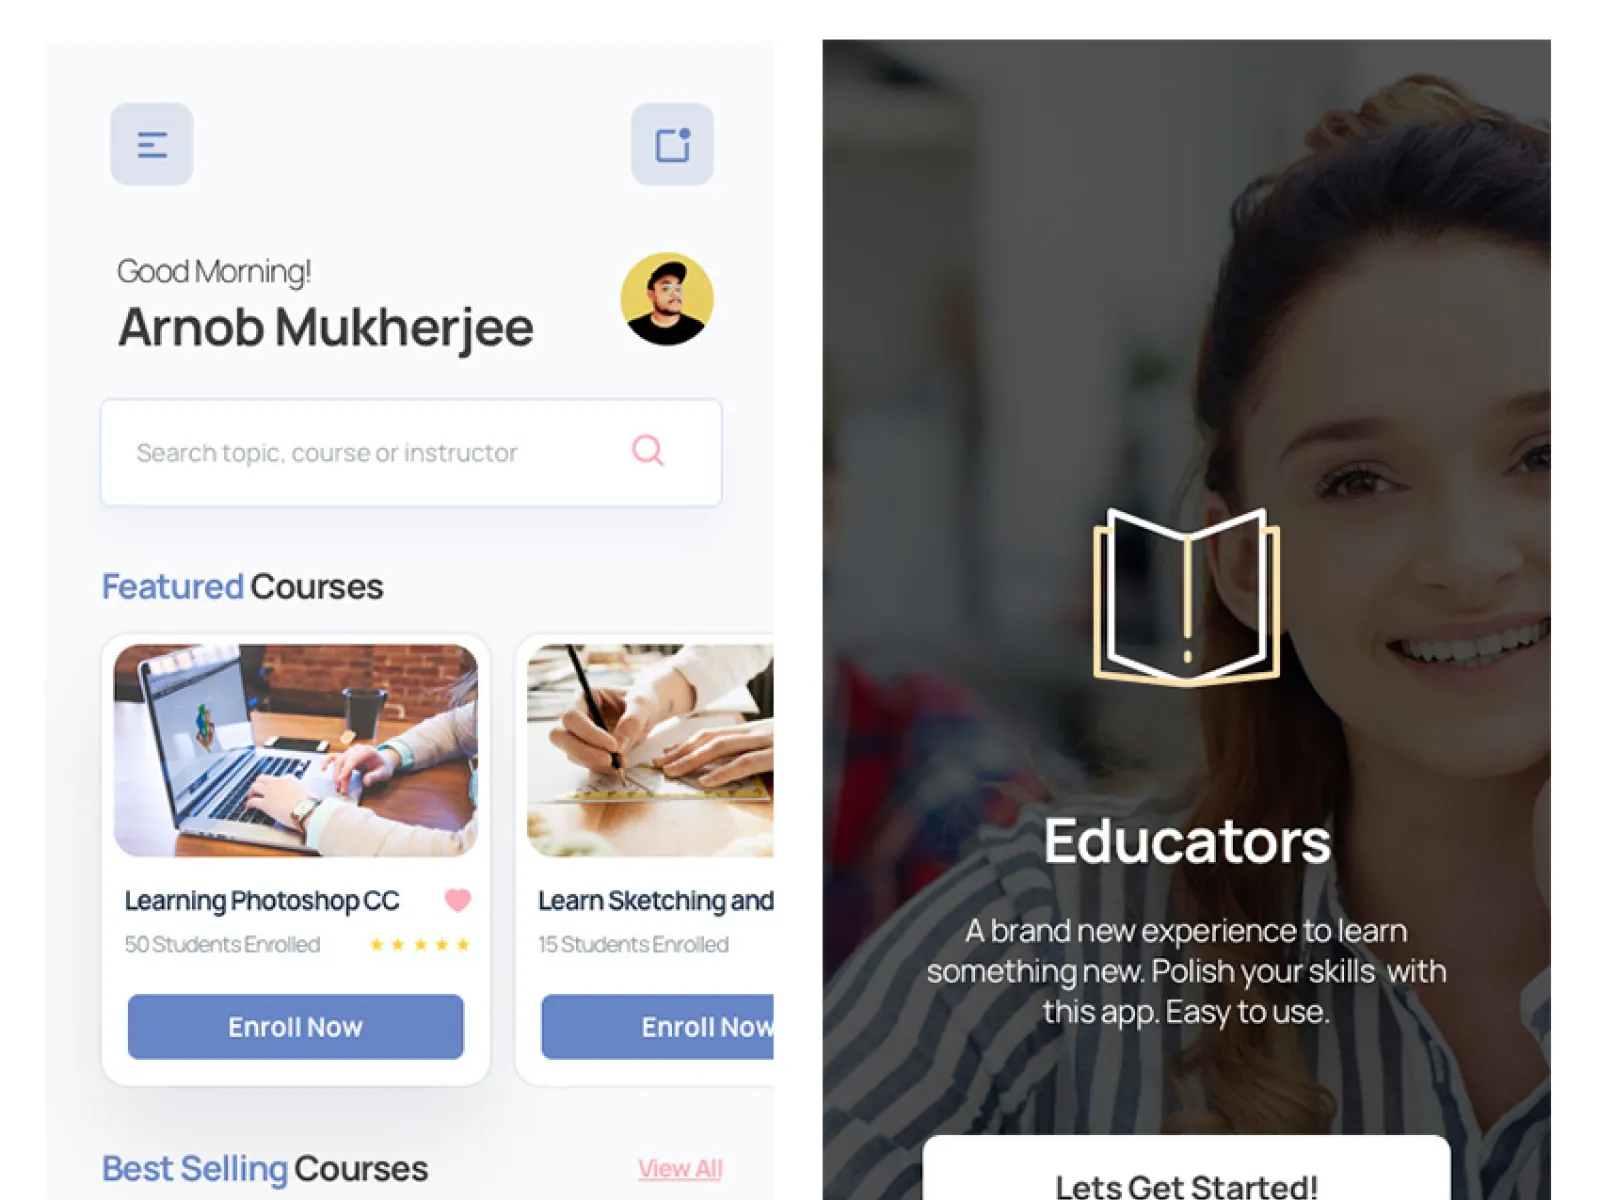 Good Morning!
Arnob Mukherjee
Search topic, course or instructor
Featured Courses
Learning Photoshop CC
50 Students Enrolled
Enroll Now
Learn Sketching and
15 Students Enrolled
Enroll Now
Best Selling Courses
View All
Educators
A brand new experience to learn
something new. Polish your skills with
this app. Easy to use.
Lets Get Started!